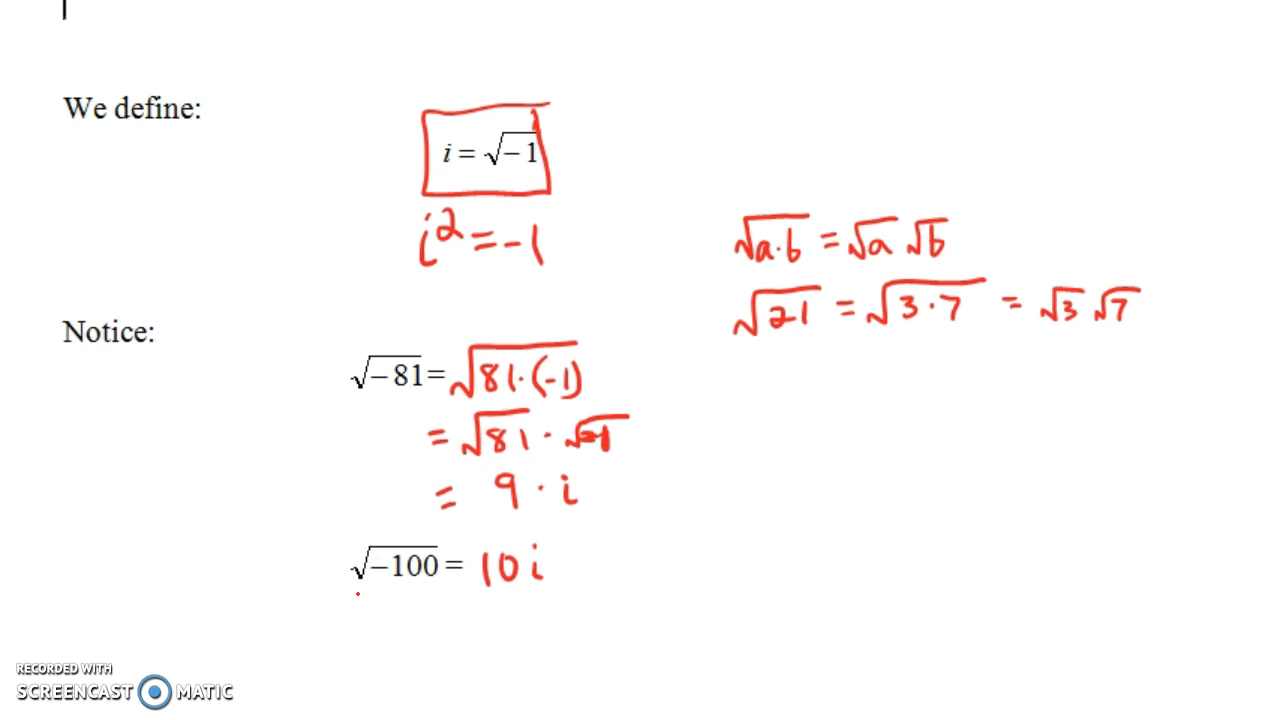 We define:
i = √−1
i² = −1
√a·b = √a √b
√21 = √3·7 = √3 √7
Notice:
√−81 = √81·(−1)
= √81 · √−1
= 9 · i
√−100 = 10i
RECORDED WITH
SCREENCAST MATIC